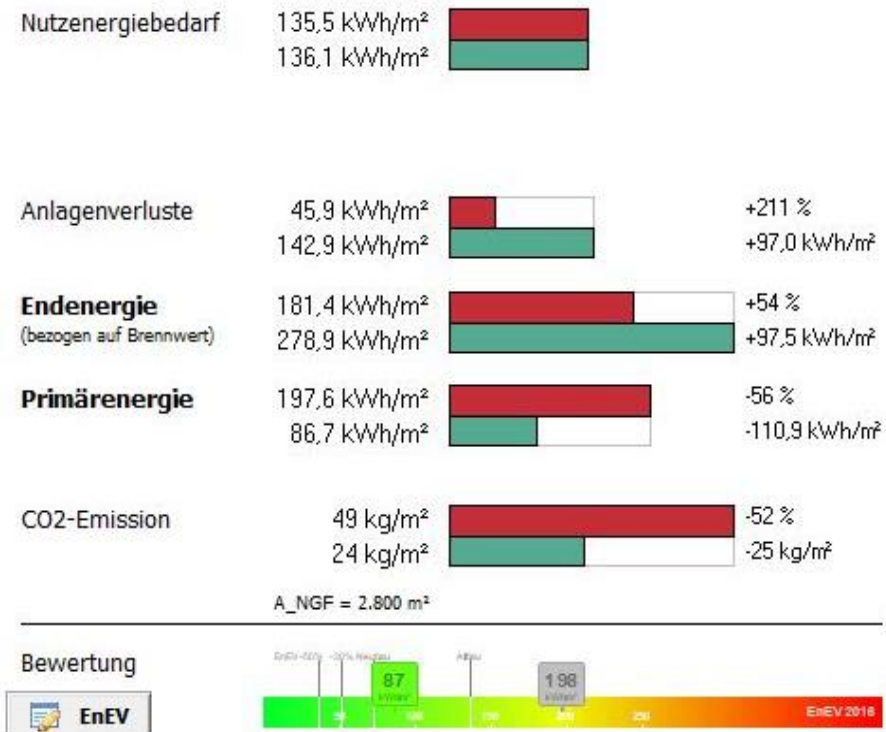 Nutzenergiebedarf 135,5 kWh/m²
136,1 kWh/m²
Anlagenverluste 45,9 kWh/m² +211 %
142,9 kWh/m² +97,0 kWh/m²
Endenergie 181,4 kWh/m² +54 %
(bezogen auf Brennwert) 278,9 kWh/m² +97,5 kWh/m²
Primärenergie 197,6 kWh/m² -56 %
86,7 kWh/m² -110,9 kWh/m²
CO2-Emission 49 kg/m² -52 %
24 kg/m² -25 kg/m²
A_NGF = 2.800 m²
Bewertung
Neubau Altbau
87 198
50 100 150 200 250 EnEV 2016
EnEV